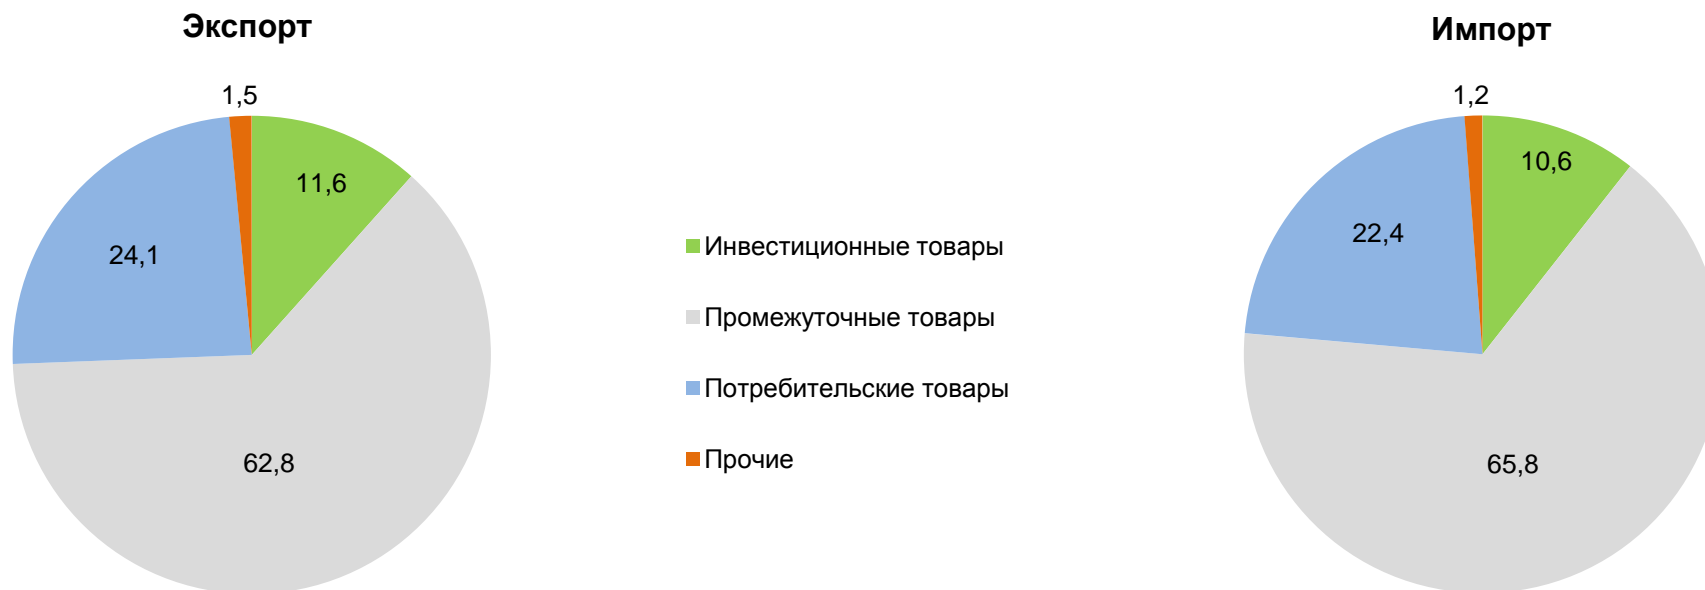 Экспорт
1,5
11,6
24,1
62,8
Инвестиционные товары
Промежуточные товары
Потребительские товары
Прочие
Импорт
1,2
10,6
22,4
65,8